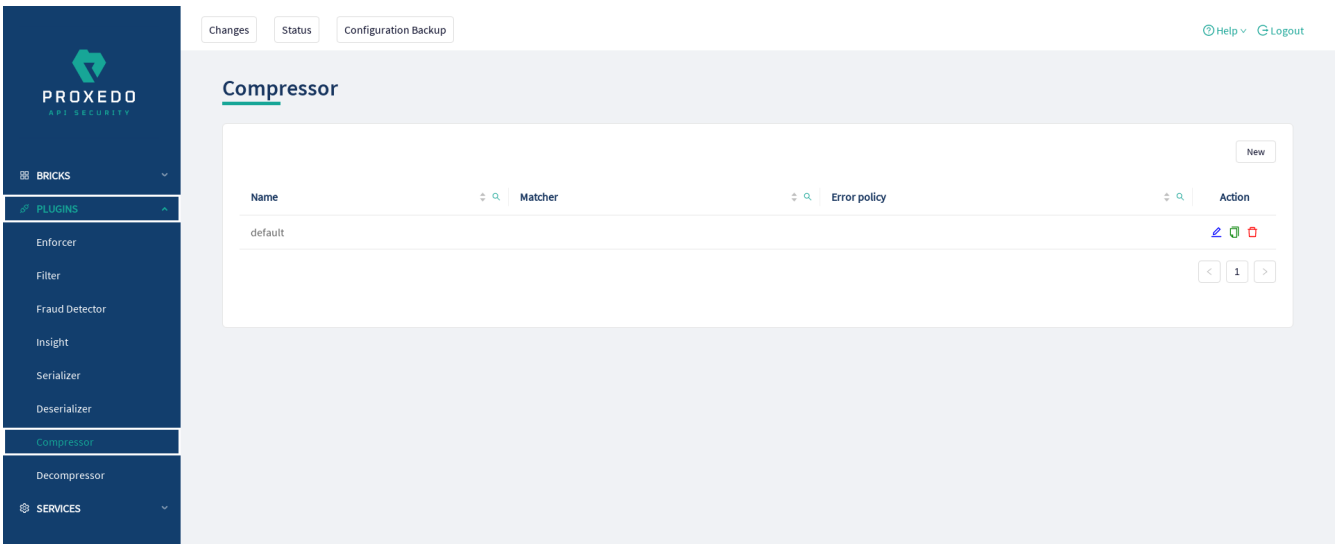 Changes Status Configuration Backup Help Logout
PROXEDO
API SECURITY
Compressor
New
BRICKS
Name Matcher Error policy Action
PLUGINS
default
Enforcer
Filter
1
Fraud Detector
Insight
Serializer
Deserializer
Compressor
Decompressor
SERVICES